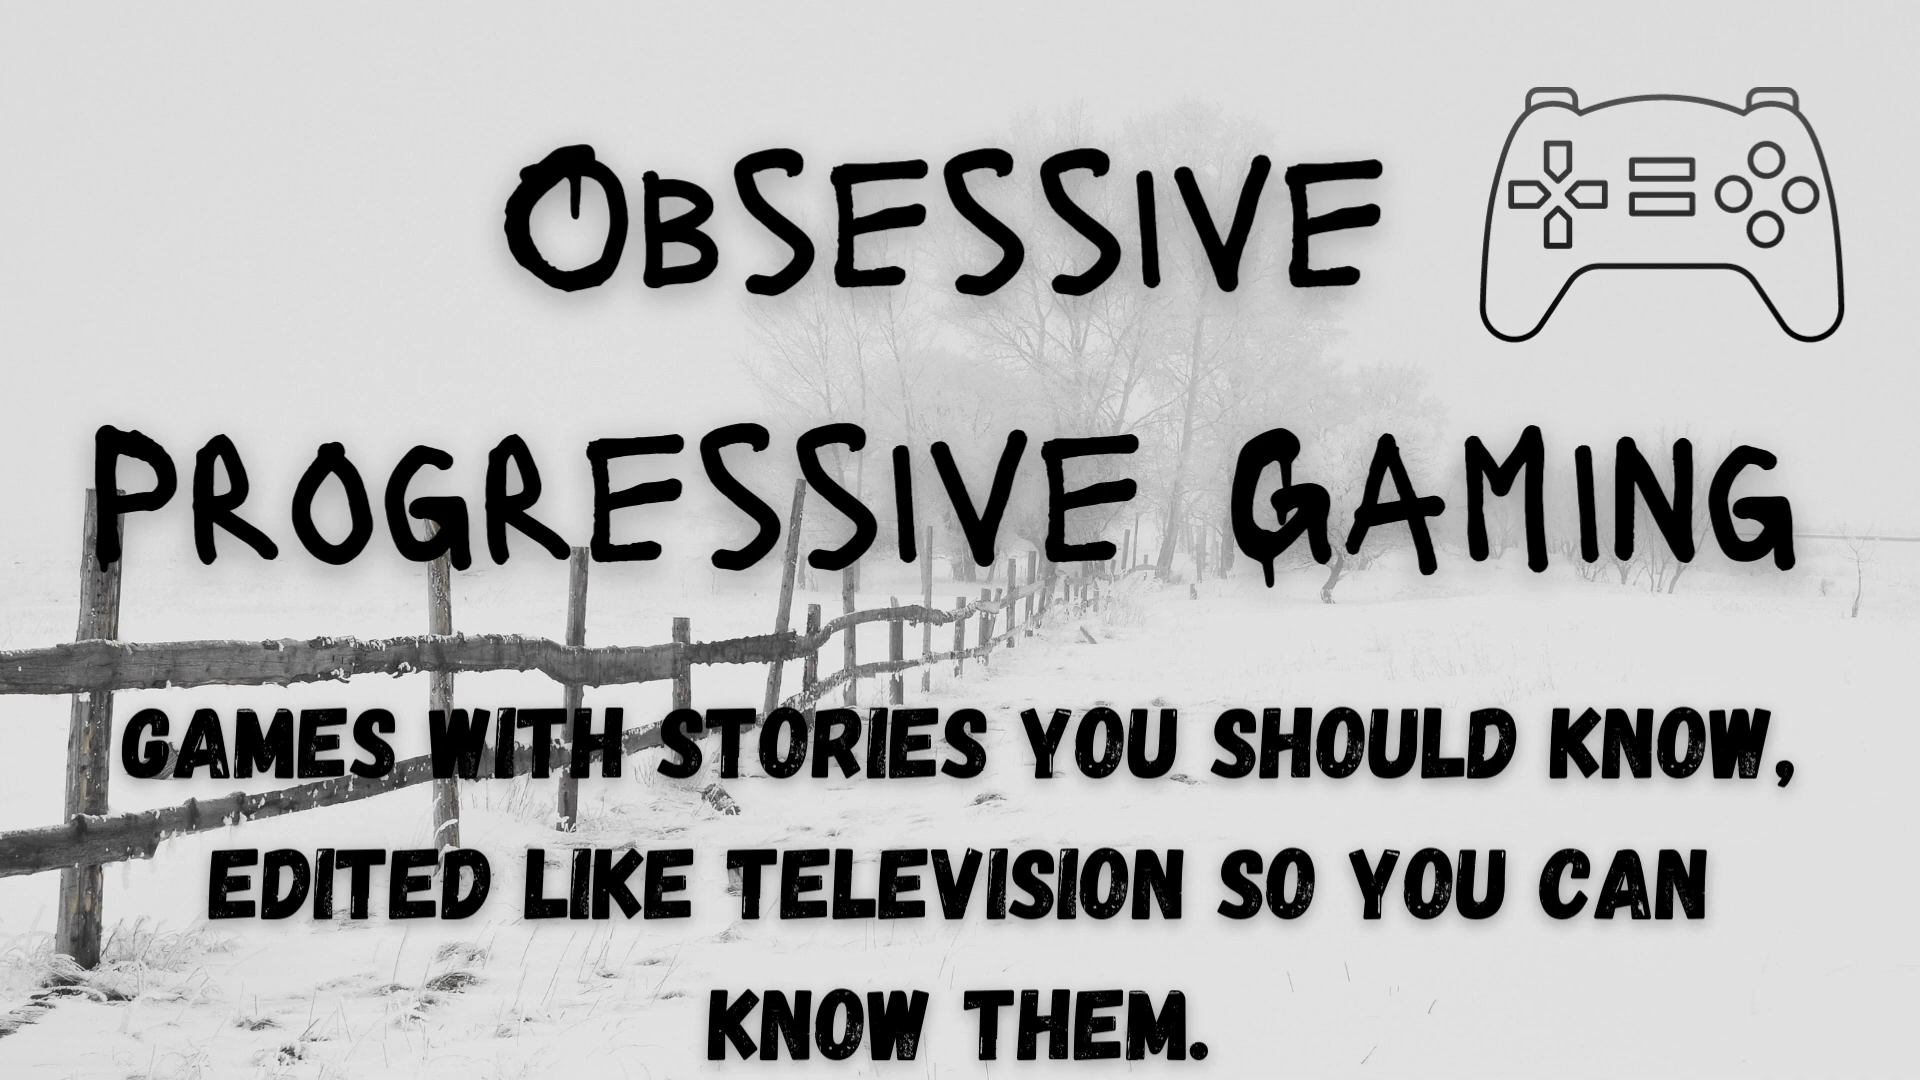 OBSESSIVE
PROGRESSIVE GAMING
GAMES WITH STORIES YOU SHOULD KNOW,
EDITED LIKE TELEVISION SO YOU CAN
KNOW THEM.